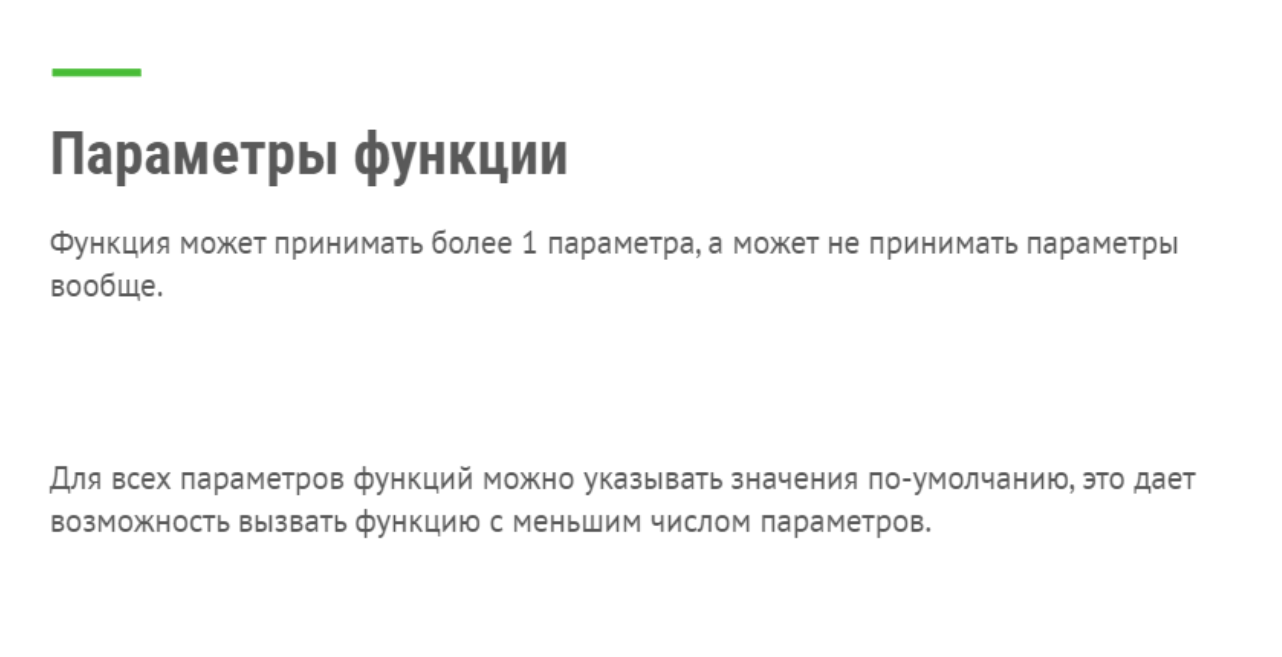 Параметры функции
Функция может принимать более 1 параметра, а может не принимать параметры
вообще.
Для всех параметров функций можно указывать значения по-умолчанию, это дает
возможность вызвать функцию с меньшим числом параметров.